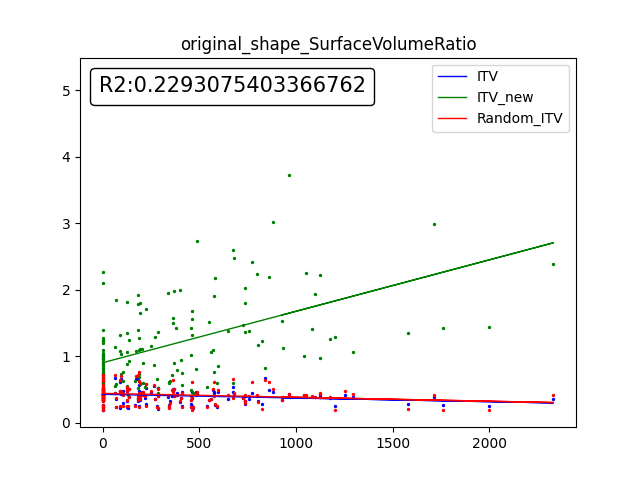 original_shape_SurfaceVolumeRatio
R2:0.2293075403366762
ITV
ITV_new
Random_ITV
5
4
3
2
1
0
0 500 1000 1500 2000